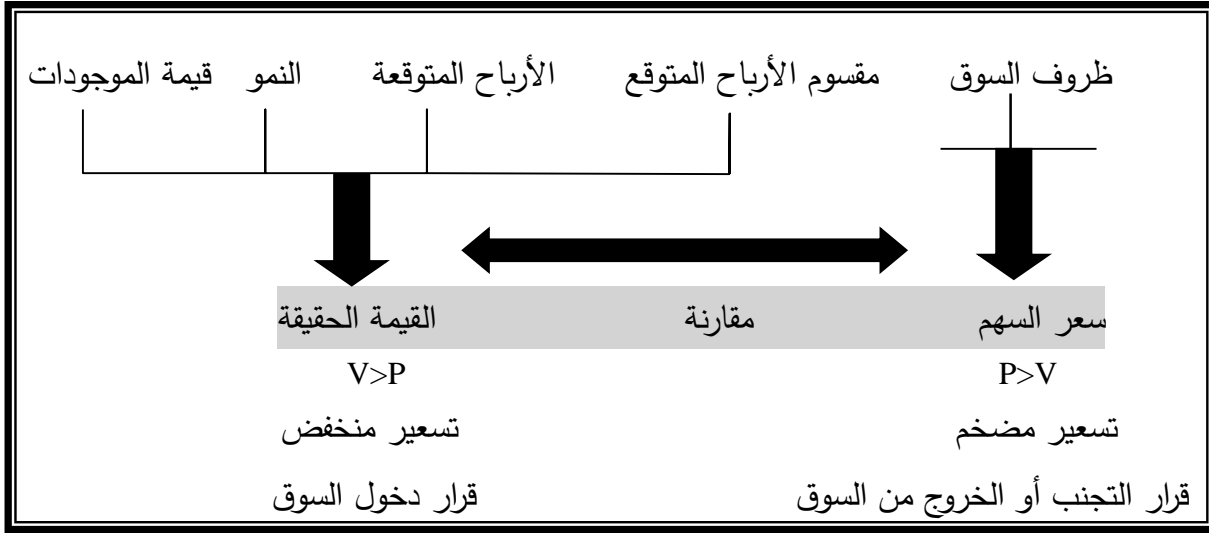 ظروف السوق مقسوم الأرباح المتوقع الأرباح المتوقعة النمو قيمة الموجودات
سعر السهم مقارنة القيمة الحقيقة
P>V V>P
تسعير مضخم تسعير منخفض
قرار التجنب أو الخروج من السوق قرار دخول السوق